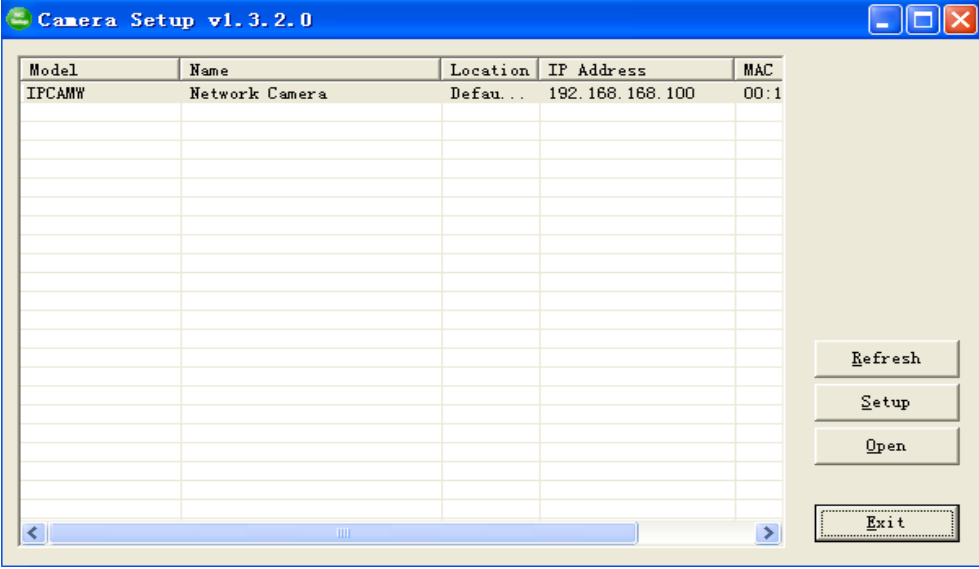 Camera Setup v1.3.2.0
Model Name Location IP Address MAC
IPCAMW Network Camera Defau... 192.168.168.100 00:1
Refresh
Setup
Open
Exit